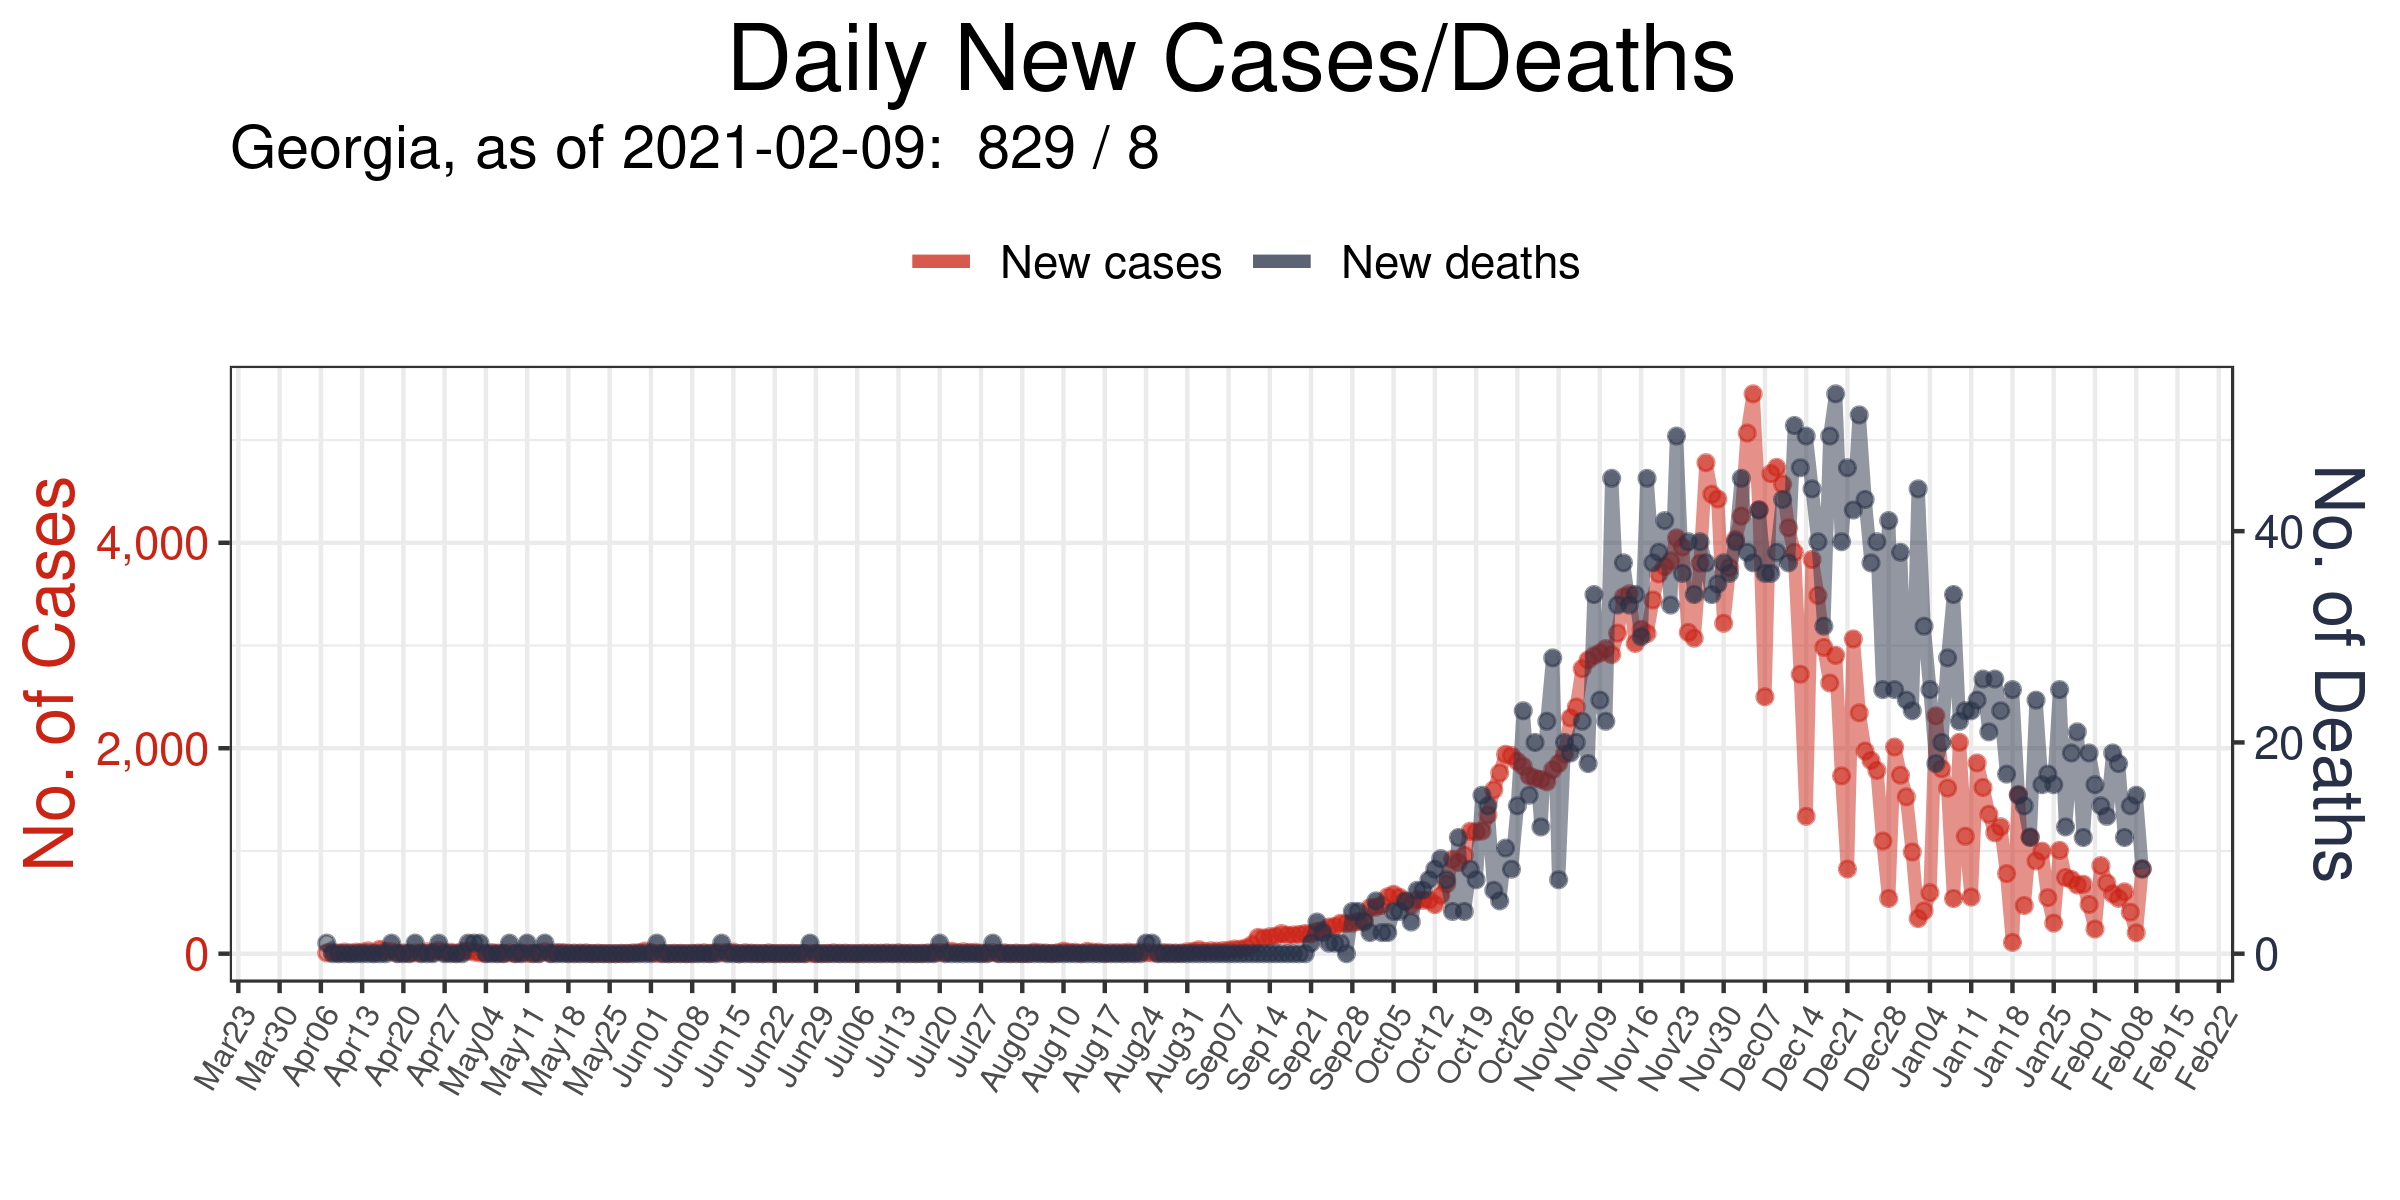 Daily New Cases/Deaths
Georgia, as of 2021-02-09:  829 / 8
New cases
New deaths
No. of Cases
4,000
2,000
0
No. of Deaths
40
20
0
Mar23
Mar30
Apr06
Apr13
Apr20
Apr27
May04
May11
May18
May25
Jun01
Jun08
Jun15
Jun22
Jun29
Jul06
Jul13
Jul20
Jul27
Aug03
Aug10
Aug17
Aug24
Aug31
Sep07
Sep14
Sep21
Sep28
Oct05
Oct12
Oct19
Oct26
Nov02
Nov09
Nov16
Nov23
Nov30
Dec07
Dec14
Dec21
Dec28
Jan04
Jan11
Jan18
Jan25
Feb01
Feb08
Feb15
Feb22